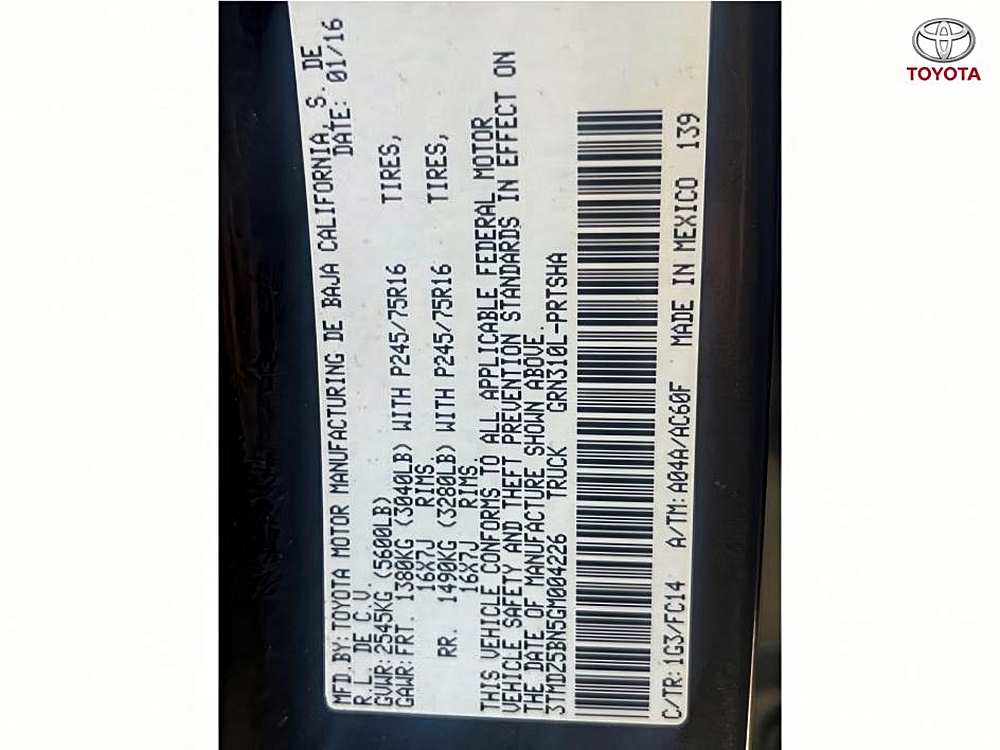 MFD.BY:TOYOTA MOTOR MANUFACTURING DE BAJA CALIFORNIA, S. DE
R.L. DE C.V. DATE: 01/16
GVWR:2545KG (5600LB)
GAWR:FRT. 1380KG (3040LB) WITH P245/75R16 TIRES,
16X7J RIMS.
RR. 1490KG (3280LB) WITH P245/75R16 TIRES,
16X7J RIMS.
THIS VEHICLE CONFORMS TO ALL APPLICABLE FEDERAL MOTOR
VEHICLE SAFETY AND THEFT PREVENTION STANDARDS IN EFFECT ON
THE DATE OF MANUFACTURE SHOWN ABOVE.
3TMDZ5BN5GM004226 TRUCK GRN310L-PRTSHA
C/TR:1G3/FC14 A/TM:A04A/AC60F MADE IN MEXICO 139
TOYOTA